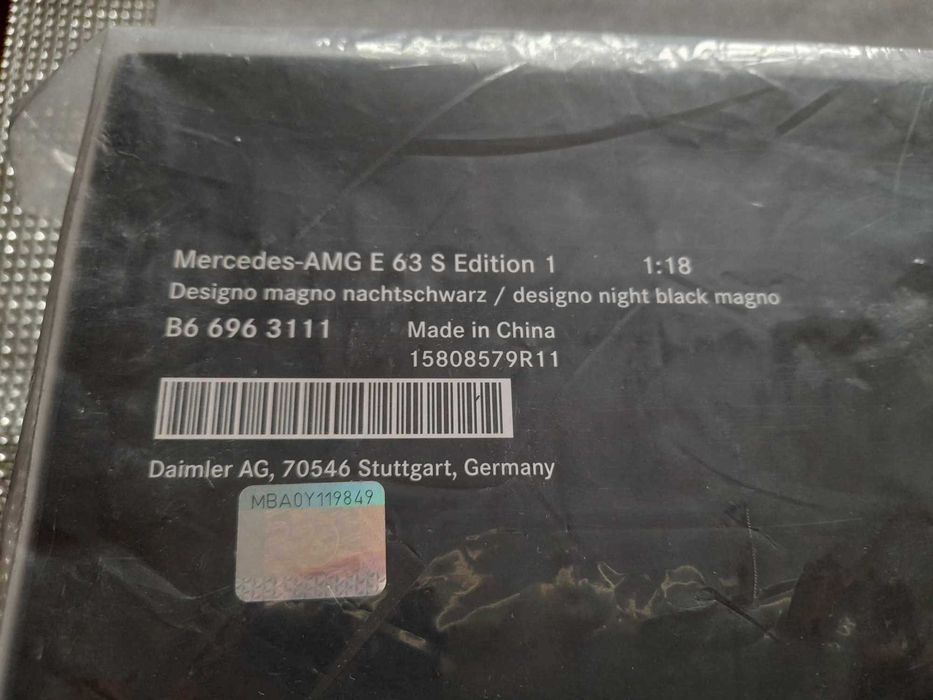 Mercedes-AMG E 63 S Edition 1 1:18
Designo magno nachtschwarz / designo night black magno
B6 696 3111 Made in China
15808579R11
Daimler AG, 70546 Stuttgart, Germany
MBA0Y119849